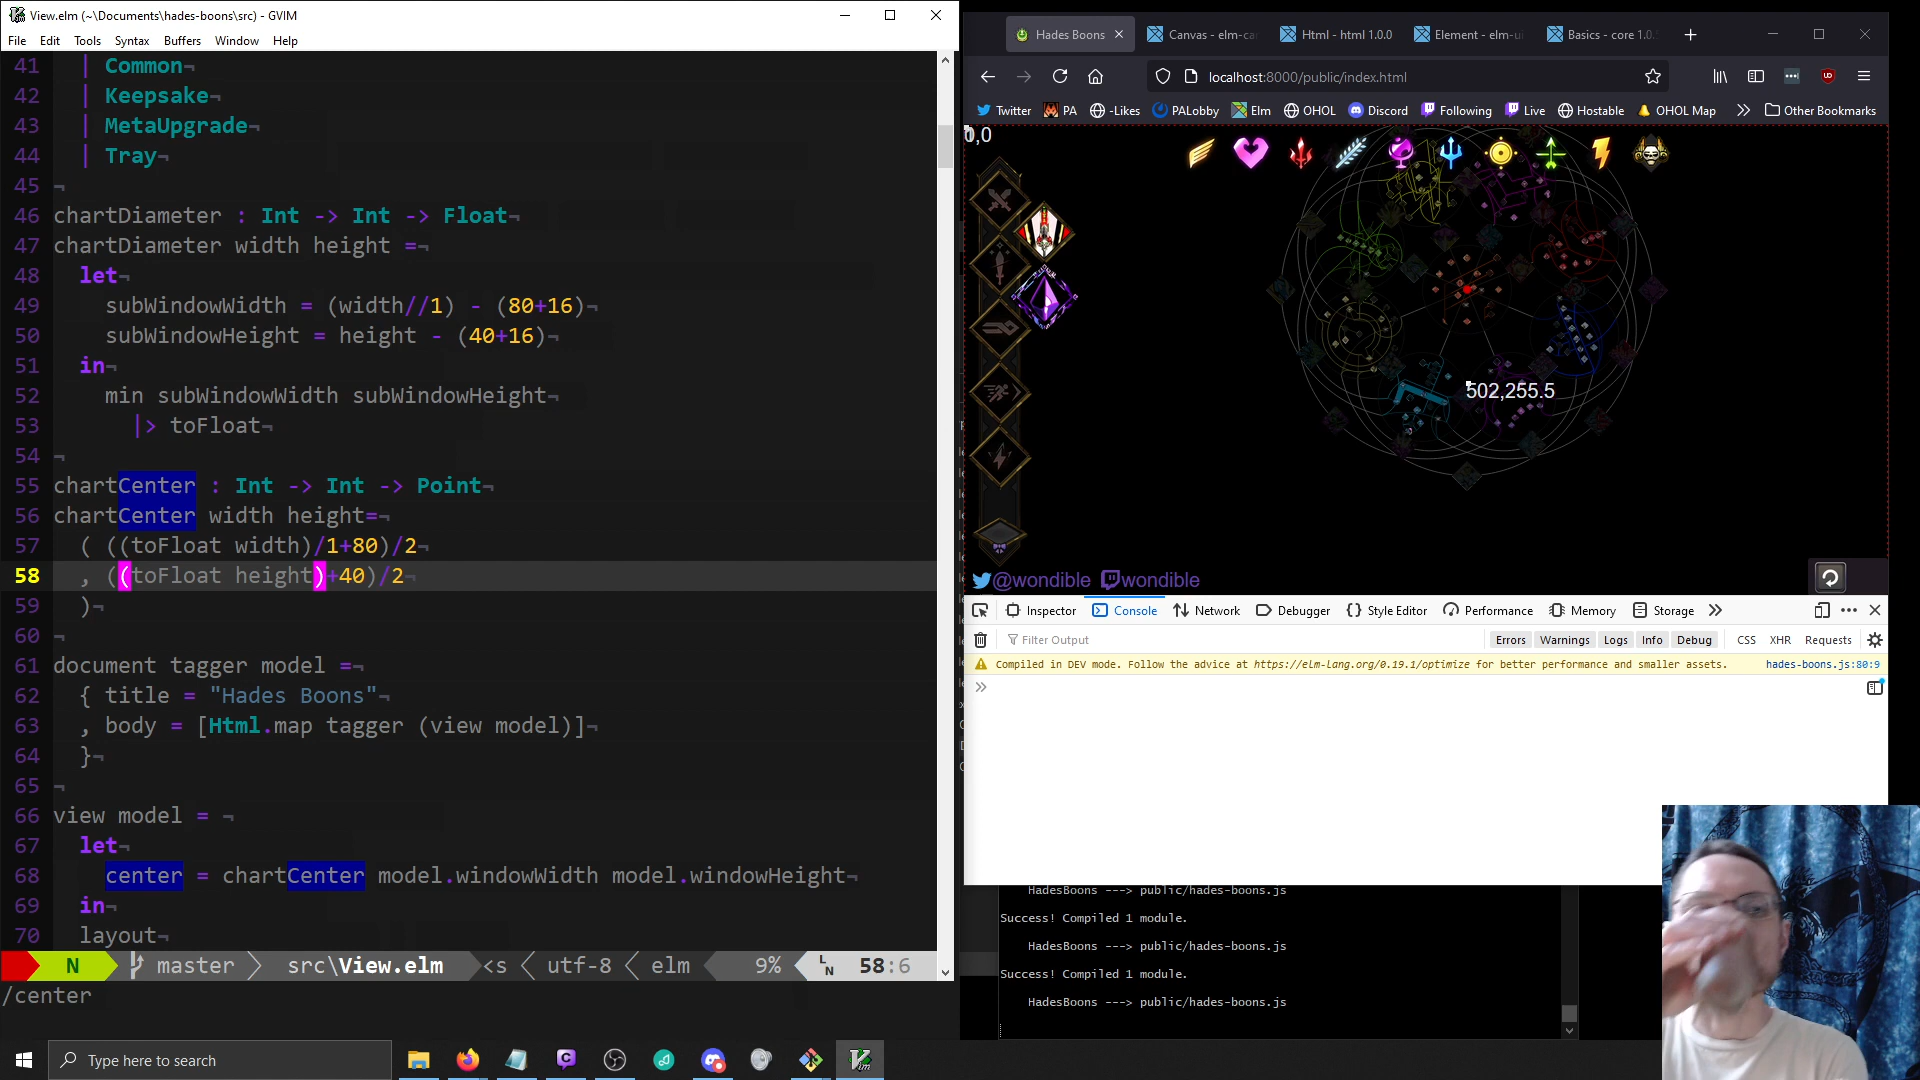 View.elm (~\Documents\hades-boons\src) - GVIM
File Edit Tools Syntax Buffers Window Help
41 | Common¬
42 | Keepsake¬
43 | MetaUpgrade¬
44 | Tray¬
45 ¬
46 chartDiameter : Int -> Int -> Float¬
47 chartDiameter width height =¬
48 let¬
49 subWindowWidth = (width//1) - (80+16)¬
50 subWindowHeight = height - (40+16)¬
51 in¬
52 min subWindowWidth subWindowHeight¬
53 |> toFloat¬
54 ¬
55 chartCenter : Int -> Int -> Point¬
56 chartCenter width height=¬
57 ( ((toFloat width)/1+80)/2¬
58 , ((toFloat height)+40)/2¬
59 )¬
60 ¬
61 document tagger model =¬
62 { title = "Hades Boons"¬
63 , body = [Html.map tagger (view model)]¬
64 }¬
65 ¬
66 view model = ¬
67 let¬
68 center = chartCenter model.windowWidth model.windowHeight¬
69 in¬
70 layout¬
N master src\View.elm <s utf-8 elm 9% LN 58:6
/center
Type here to search
Hades Boons
Canvas - elm-ca
Html - html 1.0.0
Element - elm-u
Basics - core 1.0.
localhost:8000/public/index.html
Twitter PA -Likes PALobby Elm OHOL Discord Following Live Hostable OHOL Map Other Bookmarks
0,0
502,255.5
@wondible wondible
Inspector Console Network Debugger Style Editor Performance Memory Storage
Filter Output
Errors Warnings Logs Info Debug CSS XHR Requests
Compiled in DEV mode. Follow the advice at https://elm-lang.org/0.19.1/optimize for better performance and smaller assets. hades-boons.js:80:9
HadesBoons ---> public/hades-boons.js
Success! Compiled 1 module.
HadesBoons ---> public/hades-boons.js
Success! Compiled 1 module.
HadesBoons ---> public/hades-boons.js